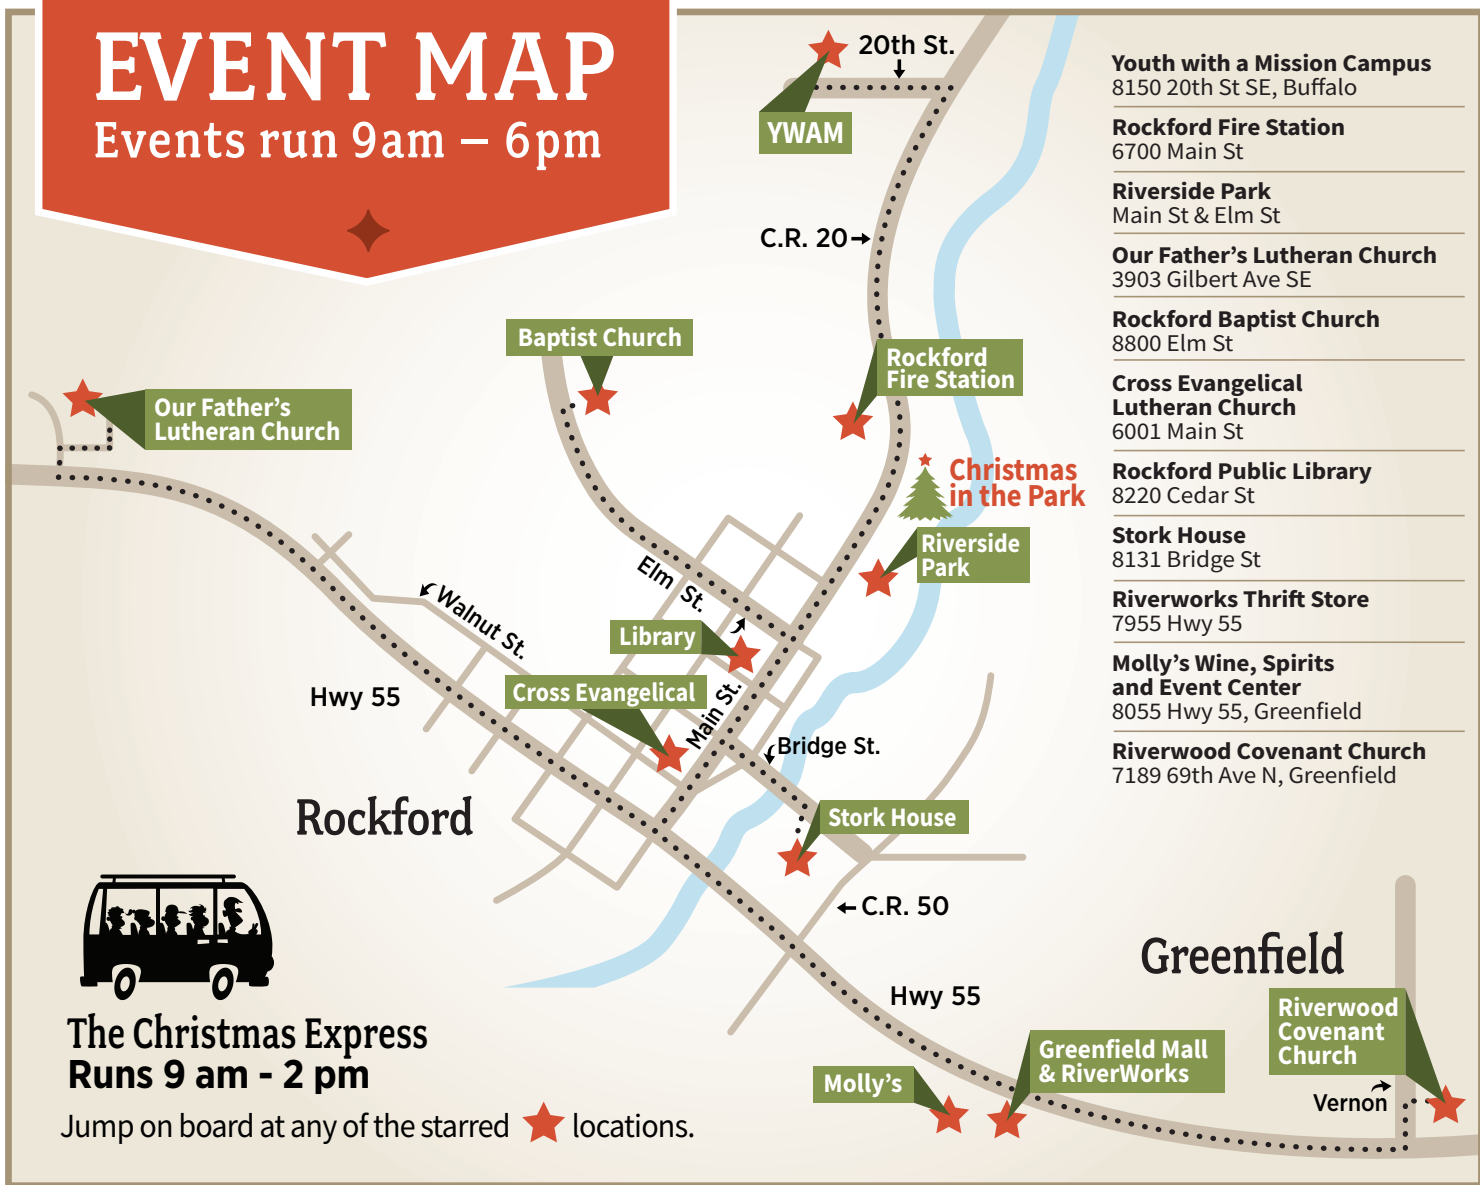 EVENT MAP
Events run 9am – 6pm
20th St.
YWAM
C.R. 20
Baptist Church
Rockford
Fire Station
Our Father's
Lutheran Church
Christmas
in the Park
Riverside
Park
Elm St.
Walnut St.
Library
Cross Evangelical
Main St.
Hwy 55
Bridge St.
Stork House
Rockford
C.R. 50
Hwy 55
Greenfield
Riverwood
Covenant
Church
Greenfield Mall
& RiverWorks
Molly's
Vernon
The Christmas Express
Runs 9 am - 2 pm
Jump on board at any of the starred locations.
Youth with a Mission Campus
8150 20th St SE, Buffalo
Rockford Fire Station
6700 Main St
Riverside Park
Main St & Elm St
Our Father's Lutheran Church
3903 Gilbert Ave SE
Rockford Baptist Church
8800 Elm St
Cross Evangelical
Lutheran Church
6001 Main St
Rockford Public Library
8220 Cedar St
Stork House
8131 Bridge St
Riverworks Thrift Store
7955 Hwy 55
Molly's Wine, Spirits
and Event Center
8055 Hwy 55, Greenfield
Riverwood Covenant Church
7189 69th Ave N, Greenfield